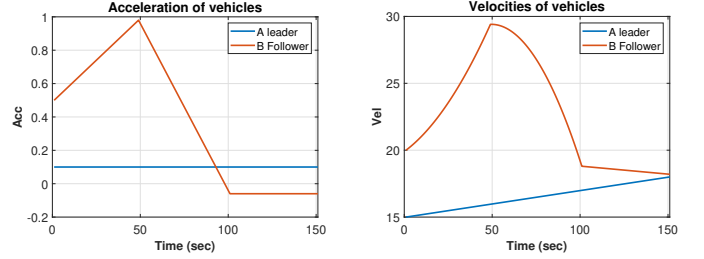 Acceleration of vehicles
1
0.8
0.6
0.4
0.2
0
-0.2
Acc
0
50
100
150
Time (sec)
A leader
B Follower
Velocities of vehicles
30
25
20
15
Vel
0
50
100
150
Time (sec)
A leader
B Follower